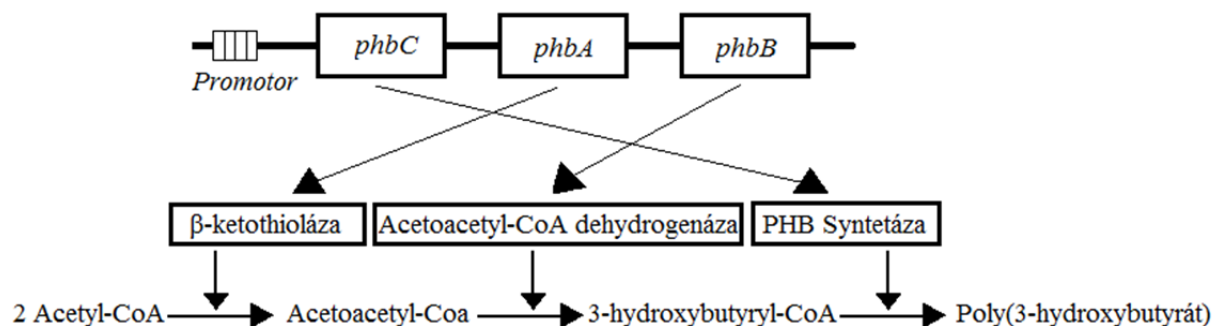 phbC phbA phbB
Promotor
β-ketothioláza Acetoacetyl-CoA dehydrogenáza PHB Syntetáza
2 Acetyl-CoA Acetoacetyl-Coa 3-hydroxybutyryl-CoA Poly(3-hydroxybutyrát)